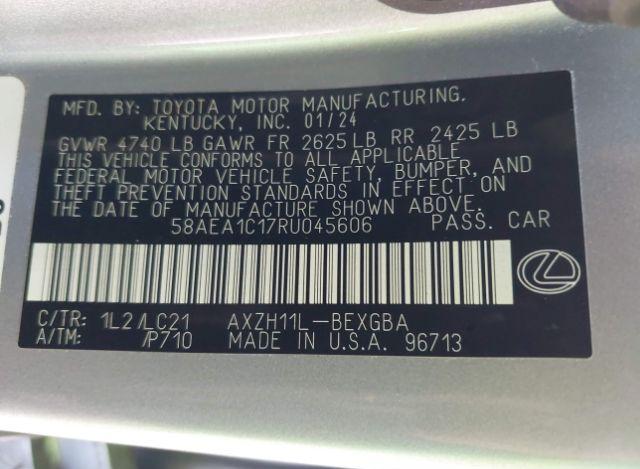 MFD. BY: TOYOTA MOTOR MANUFACTURING.
KENTUCKY, INC. 01/24
GVWR 4740 LB GAWR FR 2625 LB RR 2425 LB
THIS VEHICLE CONFORMS TO ALL APPLICABLE
FEDERAL MOTOR VEHICLE SAFETY, BUMPER, AND
THEFT PREVENTION STANDARDS IN EFFECT ON
THE DATE OF MANUFACTURE SHOWN ABOVE.
58AEA1C17RU045606 PASS. CAR
C/TR: 1L2/LC21 AXZH11L-BEXGBA
A/TM: /P710 MADE IN U.S.A. 96713